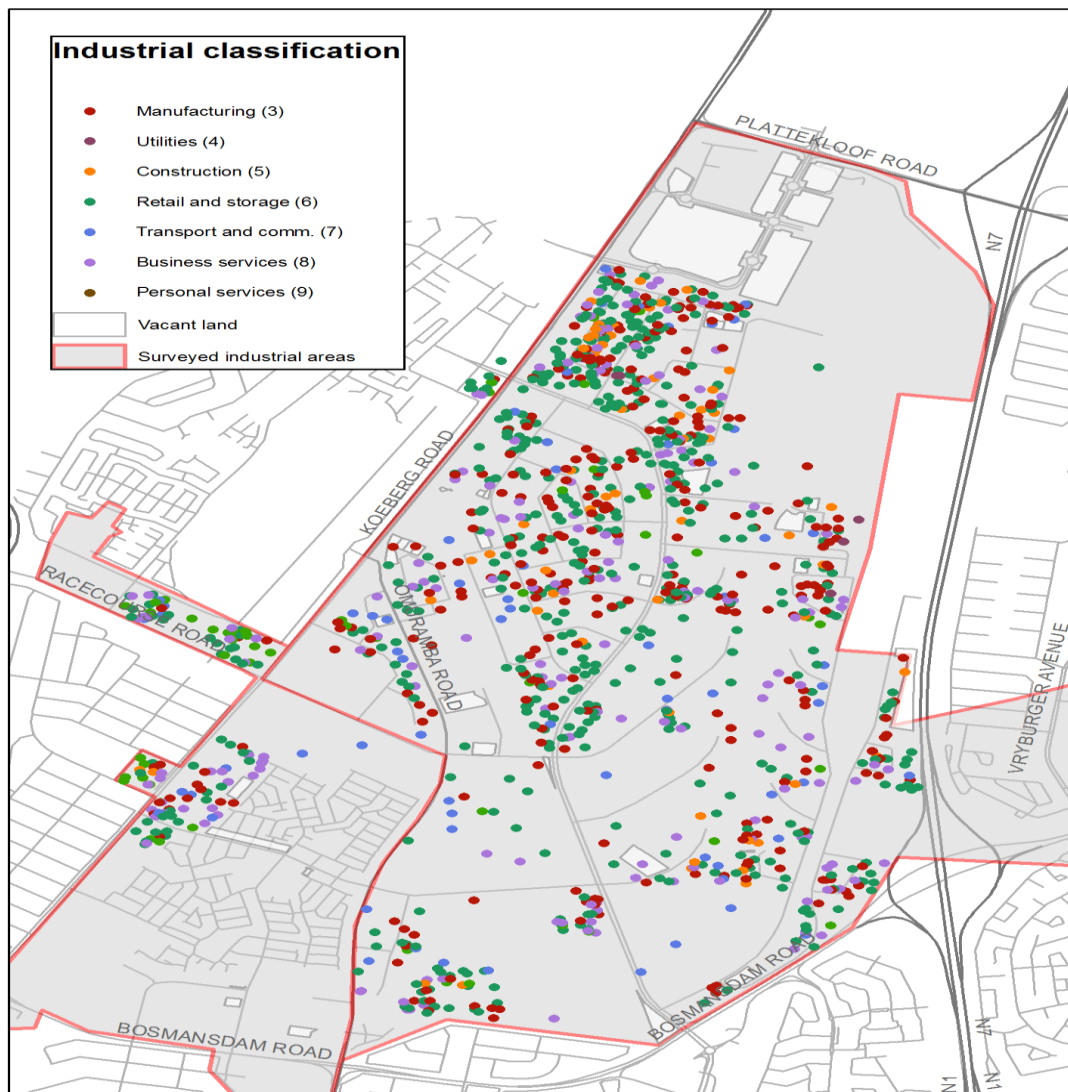 Industrial classification
Manufacturing (3)
Utilities (4)
Construction (5)
Retail and storage (6)
Transport and comm. (7)
Business services (8)
Personal services (9)
Vacant land
Surveyed industrial areas
PLATTEKLOOF ROAD
N7
KOEBERG ROAD
RACECOURSE ROAD
OMURAMBA ROAD
VRYBURGER AVENUE
BOSMANSDAM ROAD
BOSMANSDAM ROAD
N7
N1
N1